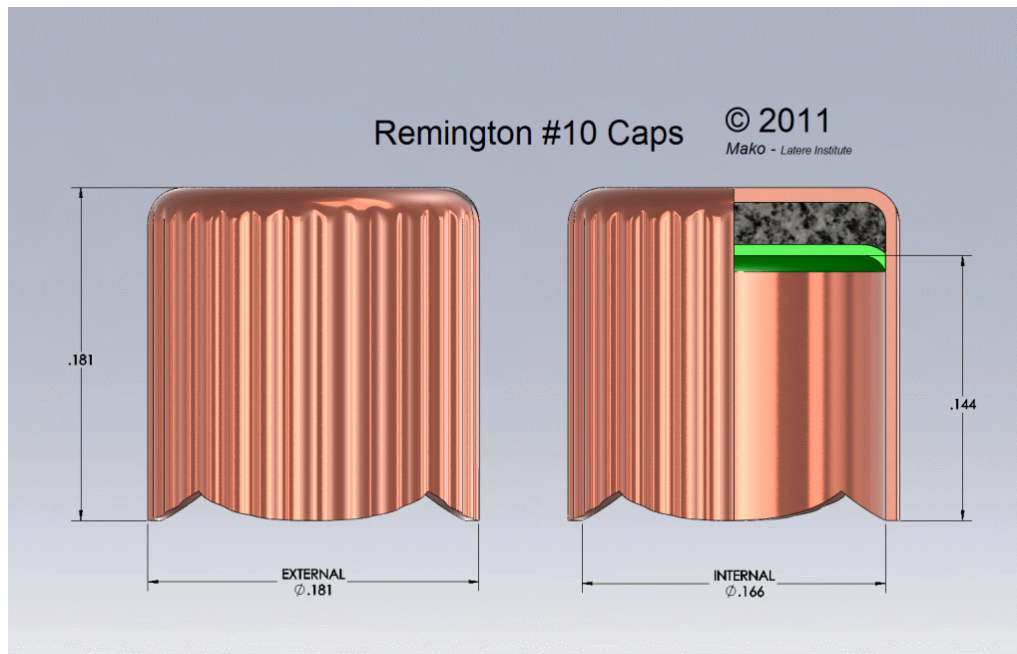 Remington #10 Caps
© 2011
Mako - Latere Institute
.181
.144
EXTERNAL
∅.181
INTERNAL
∅.166